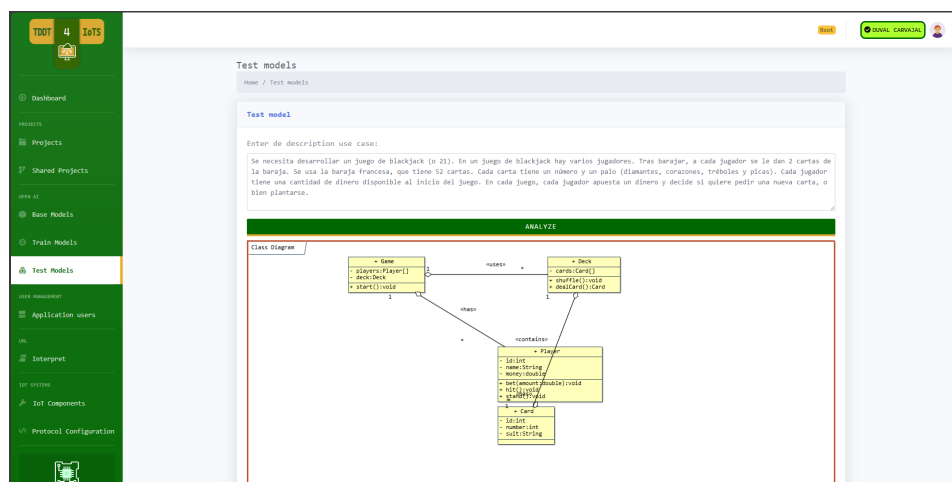 TDDT 4 IoTS
Root
DUVAL CARVAJAL
Dashboard
PROJECTS
Projects
Shared Projects
OPEN AI
Base Models
Train Models
Test Models
USER MANAGEMENT
Application users
UML
Interpret
IOT SYSTEMS
IoT Components
Protocol Configuration
Test models
Home / Test models
Test model
Enter de description use case:
Se necesita desarrollar un juego de blackjack (o 21). En un juego de blackjack hay varios jugadores. Tras barajar, a cada jugador se le dan 2 cartas de
la baraja. Se usa la baraja francesa, que tiene 52 cartas. Cada carta tiene un número y un palo (diamantes, corazones, tréboles y picas). Cada jugador
tiene una cantidad de dinero disponible al inicio del juego. En cada juego, cada jugador apuesta un dinero y decide si quiere pedir una nueva carta, o
bien plantarse.
ANALYZE
Class Diagram
+ Game
- players:Player[]
- deck:Deck
+ start():void
1
«uses»
*
+ Deck
- cards:Card[]
+ shuffle():void
+ dealCard():Card
1
1
«has»
*
«contains»
+ Player
- id:int
- name:String
- money:double
+ bet(amount:double):void
+ hit():void
+ stand():void
1
+ Card
- id:int
- number:int
- suit:String